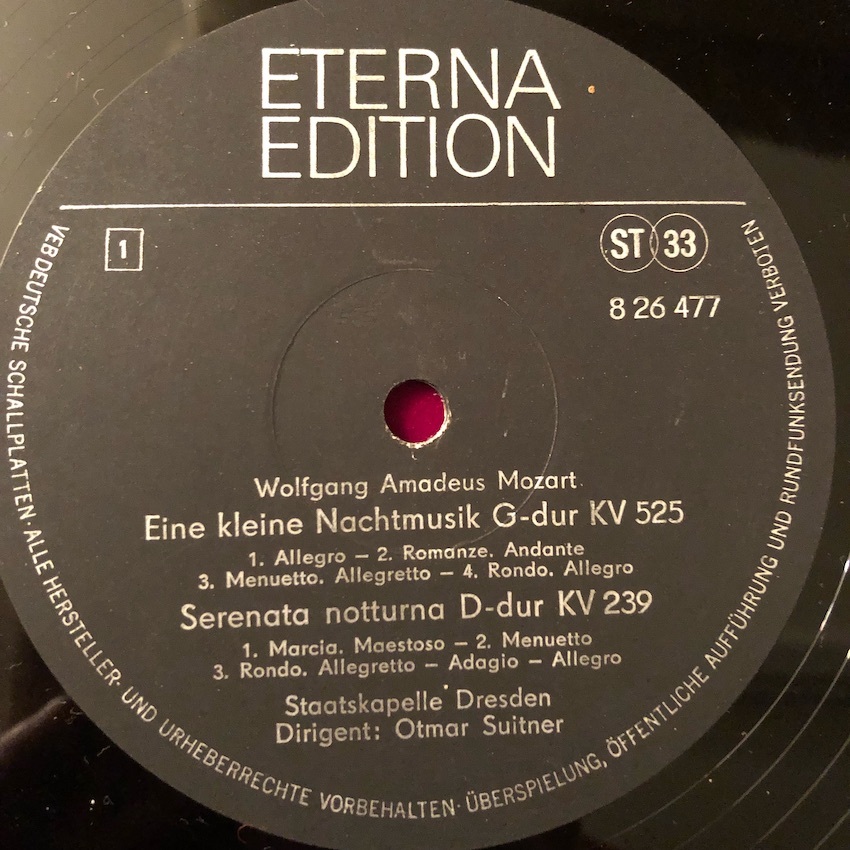 ETERNA
EDITION
1
ST 33
8 26 477
Wolfgang Amadeus Mozart
Eine kleine Nachtmusik G-dur KV 525
1. Allegro – 2. Romanze. Andante
3. Menuetto. Allegretto – 4. Rondo. Allegro
Serenata notturna D-dur KV 239
1. Marcia. Maestoso – 2. Menuetto
3. Rondo. Allegretto – Adagio – Allegro
Staatskapelle Dresden
Dirigent: Otmar Suitner
VEB DEUTSCHE SCHALLPLATTEN · ALLE HERSTELLER- UND URHEBERRECHTE VORBEHALTEN · ÜBERSPIELUNG, ÖFFENTLICHE AUFFÜHRUNG UND RUNDFUNKSENDUNG VERBOTEN